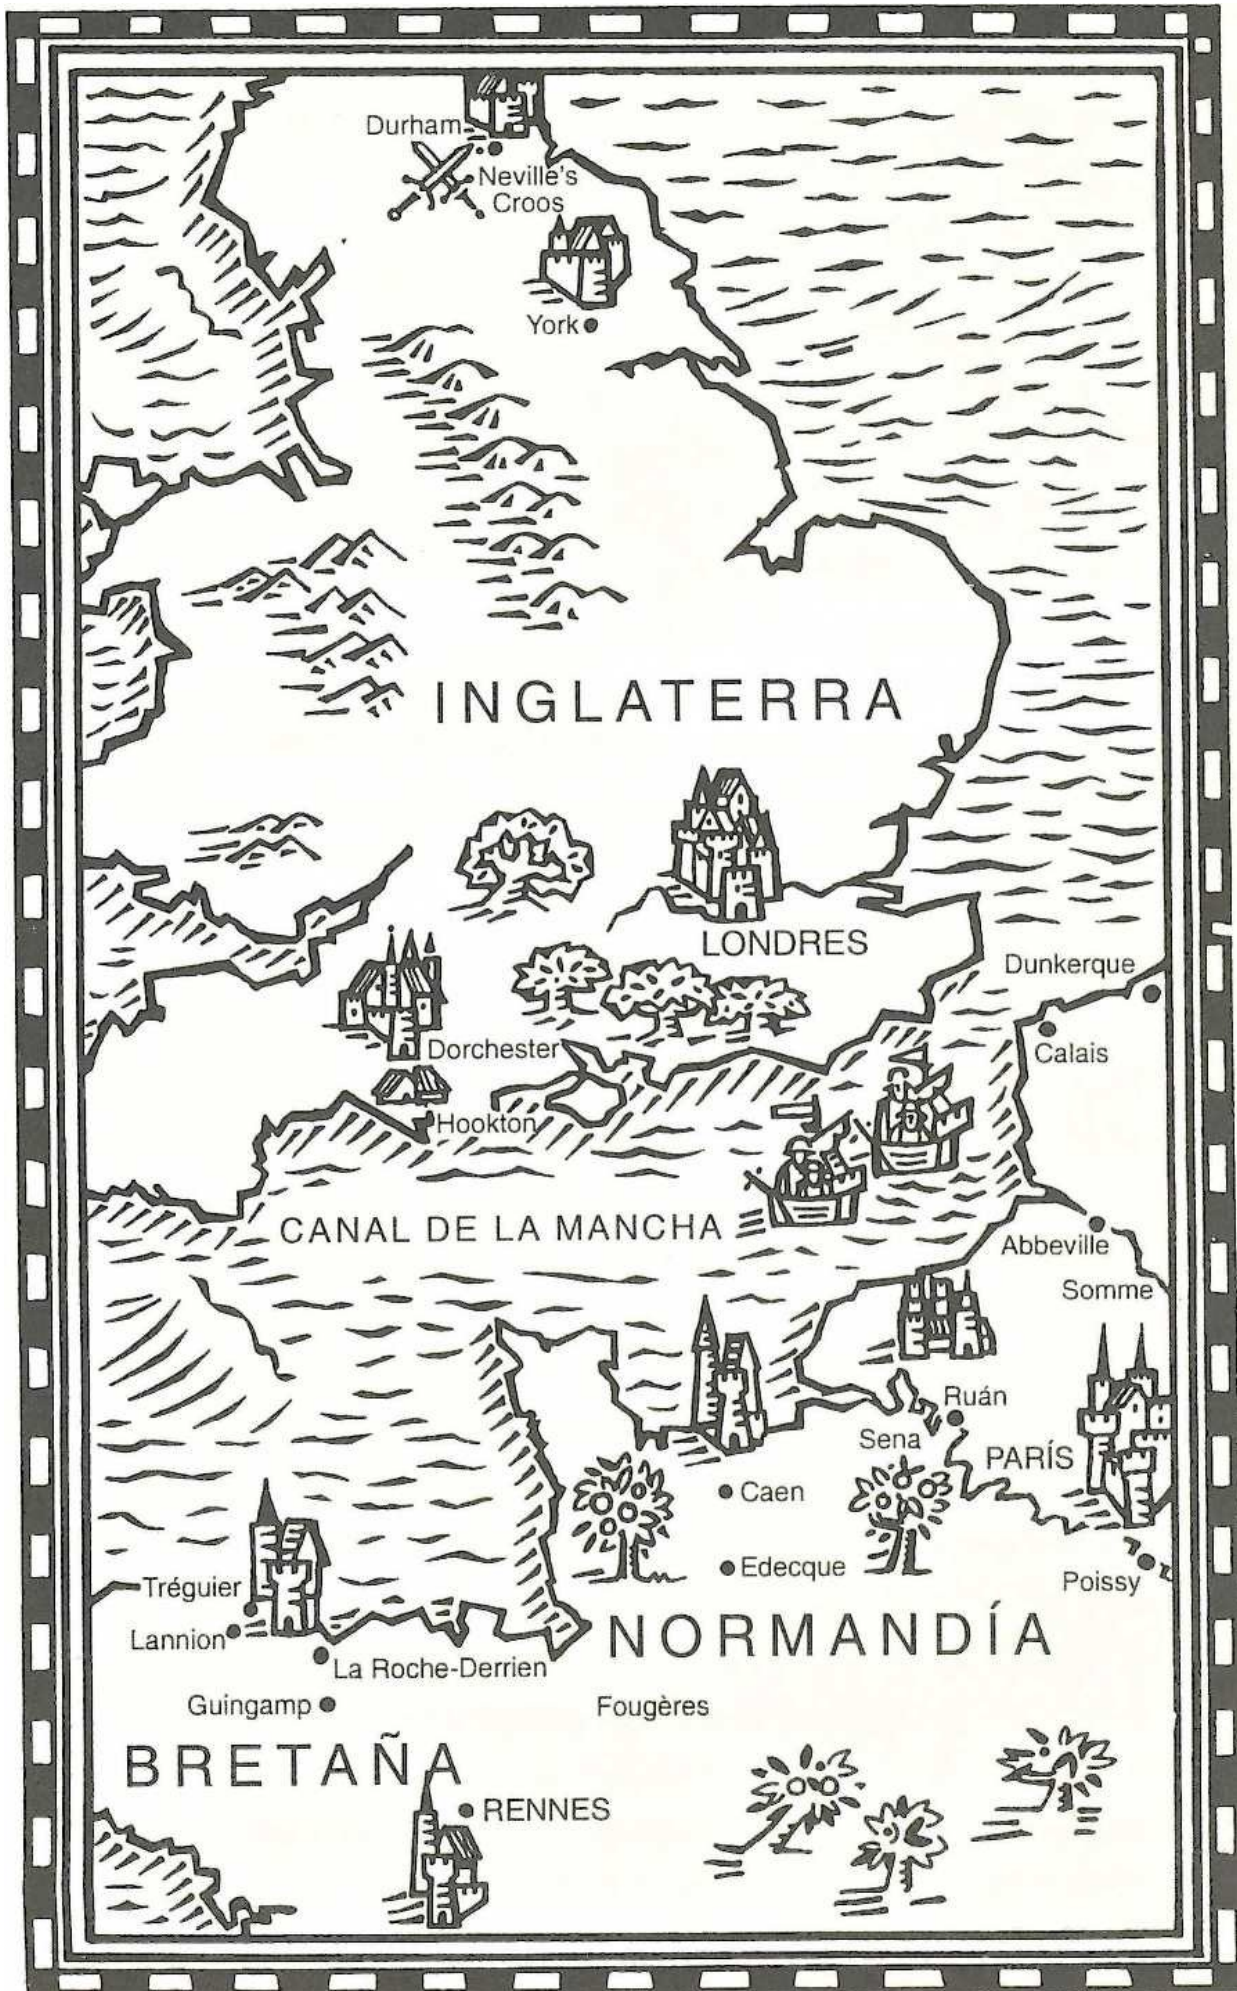 Durham
Neville's
Croos
York
INGLATERRA
LONDRES
Dunkerque
Calais
Dorchester
Hookton
CANAL DE LA MANCHA
Abbeville
Somme
Ruán
Sena
PARÍS
Caen
Edecque
Poissy
Tréguier
Lannion
NORMANDÍA
La Roche-Derrien
Guingamp
Fougères
BRETAÑA
RENNES